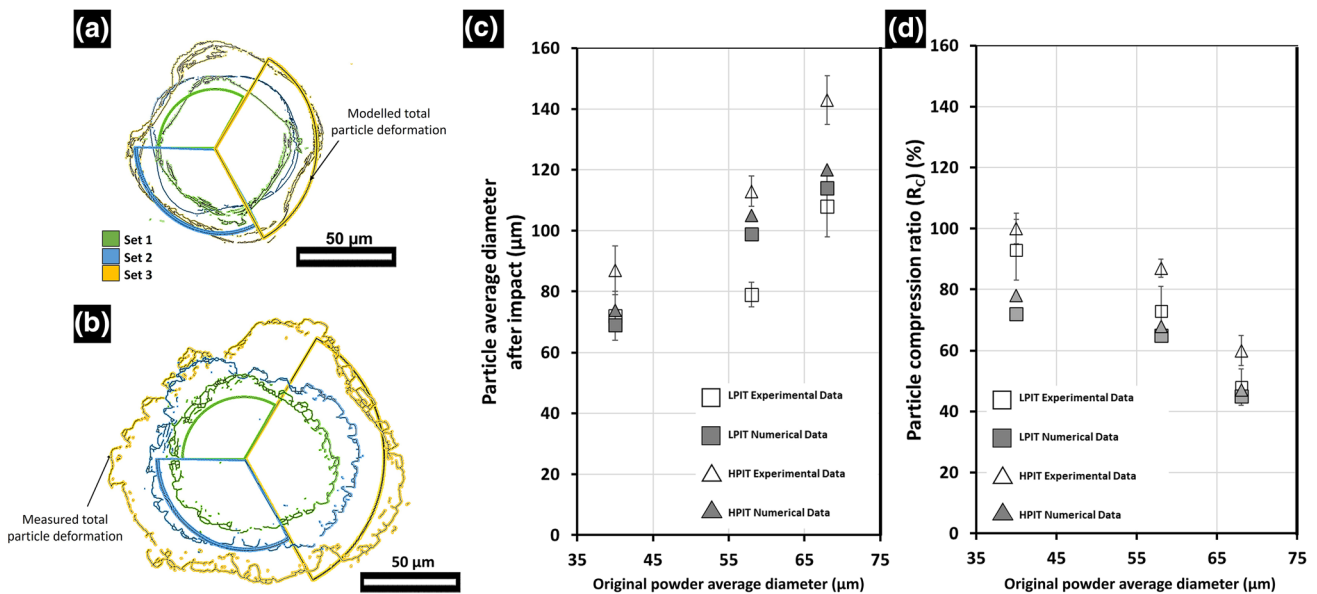 (a)
Modelled total
particle deformation
Set 1
Set 2
Set 3
50 µm
(b)
Measured total
particle deformation
50 µm
(c)
Particle average diameter
after impact (µm)
160
140
120
100
80
60
40
20
0
35
45
55
65
75
Original powder average diameter (µm)
LPIT Experimental Data
LPIT Numerical Data
HPIT Experimental Data
HPIT Numerical Data
(d)
Particle compression ratio (R_C) (%)
160
140
120
100
80
60
40
20
0
35
45
55
65
75
Original powder average diameter (µm)
LPIT Experimental Data
LPIT Numerical Data
HPIT Experimental Data
HPIT Numerical Data